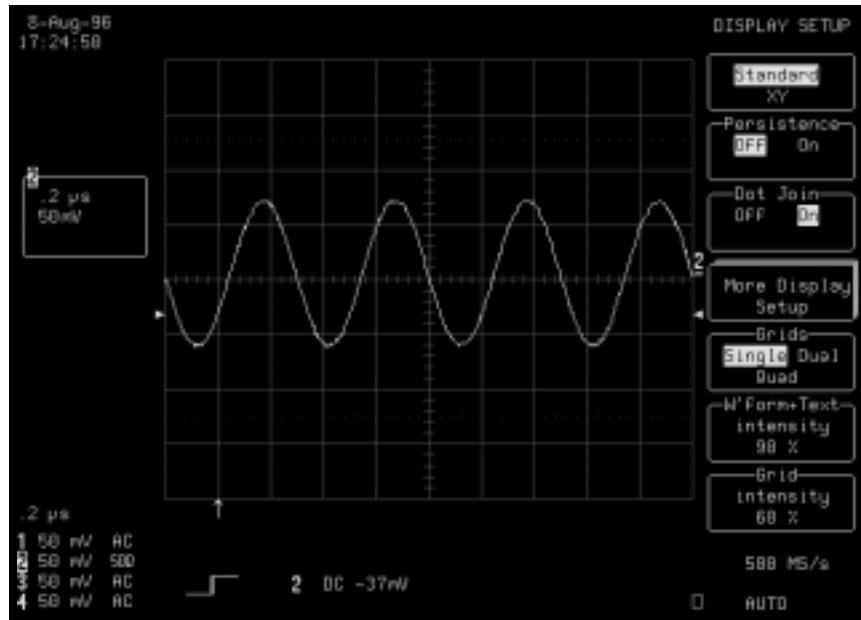 8-Aug-96
17:24:58
DISPLAY SETUP
Standard
XY
Persistence
OFF On
2
.2 µs
50mV
Dot Join
OFF On
2
More Display
Setup
Grids
Single Dual
Quad
W'form+Text
intensity
90 %
Grid
intensity
60 %
.2 µs
1 50 mV AC
2 50 mV 50Ω
3 50 mV AC
4 50 mV AC
2 DC -37mV
500 MS/s
AUTO